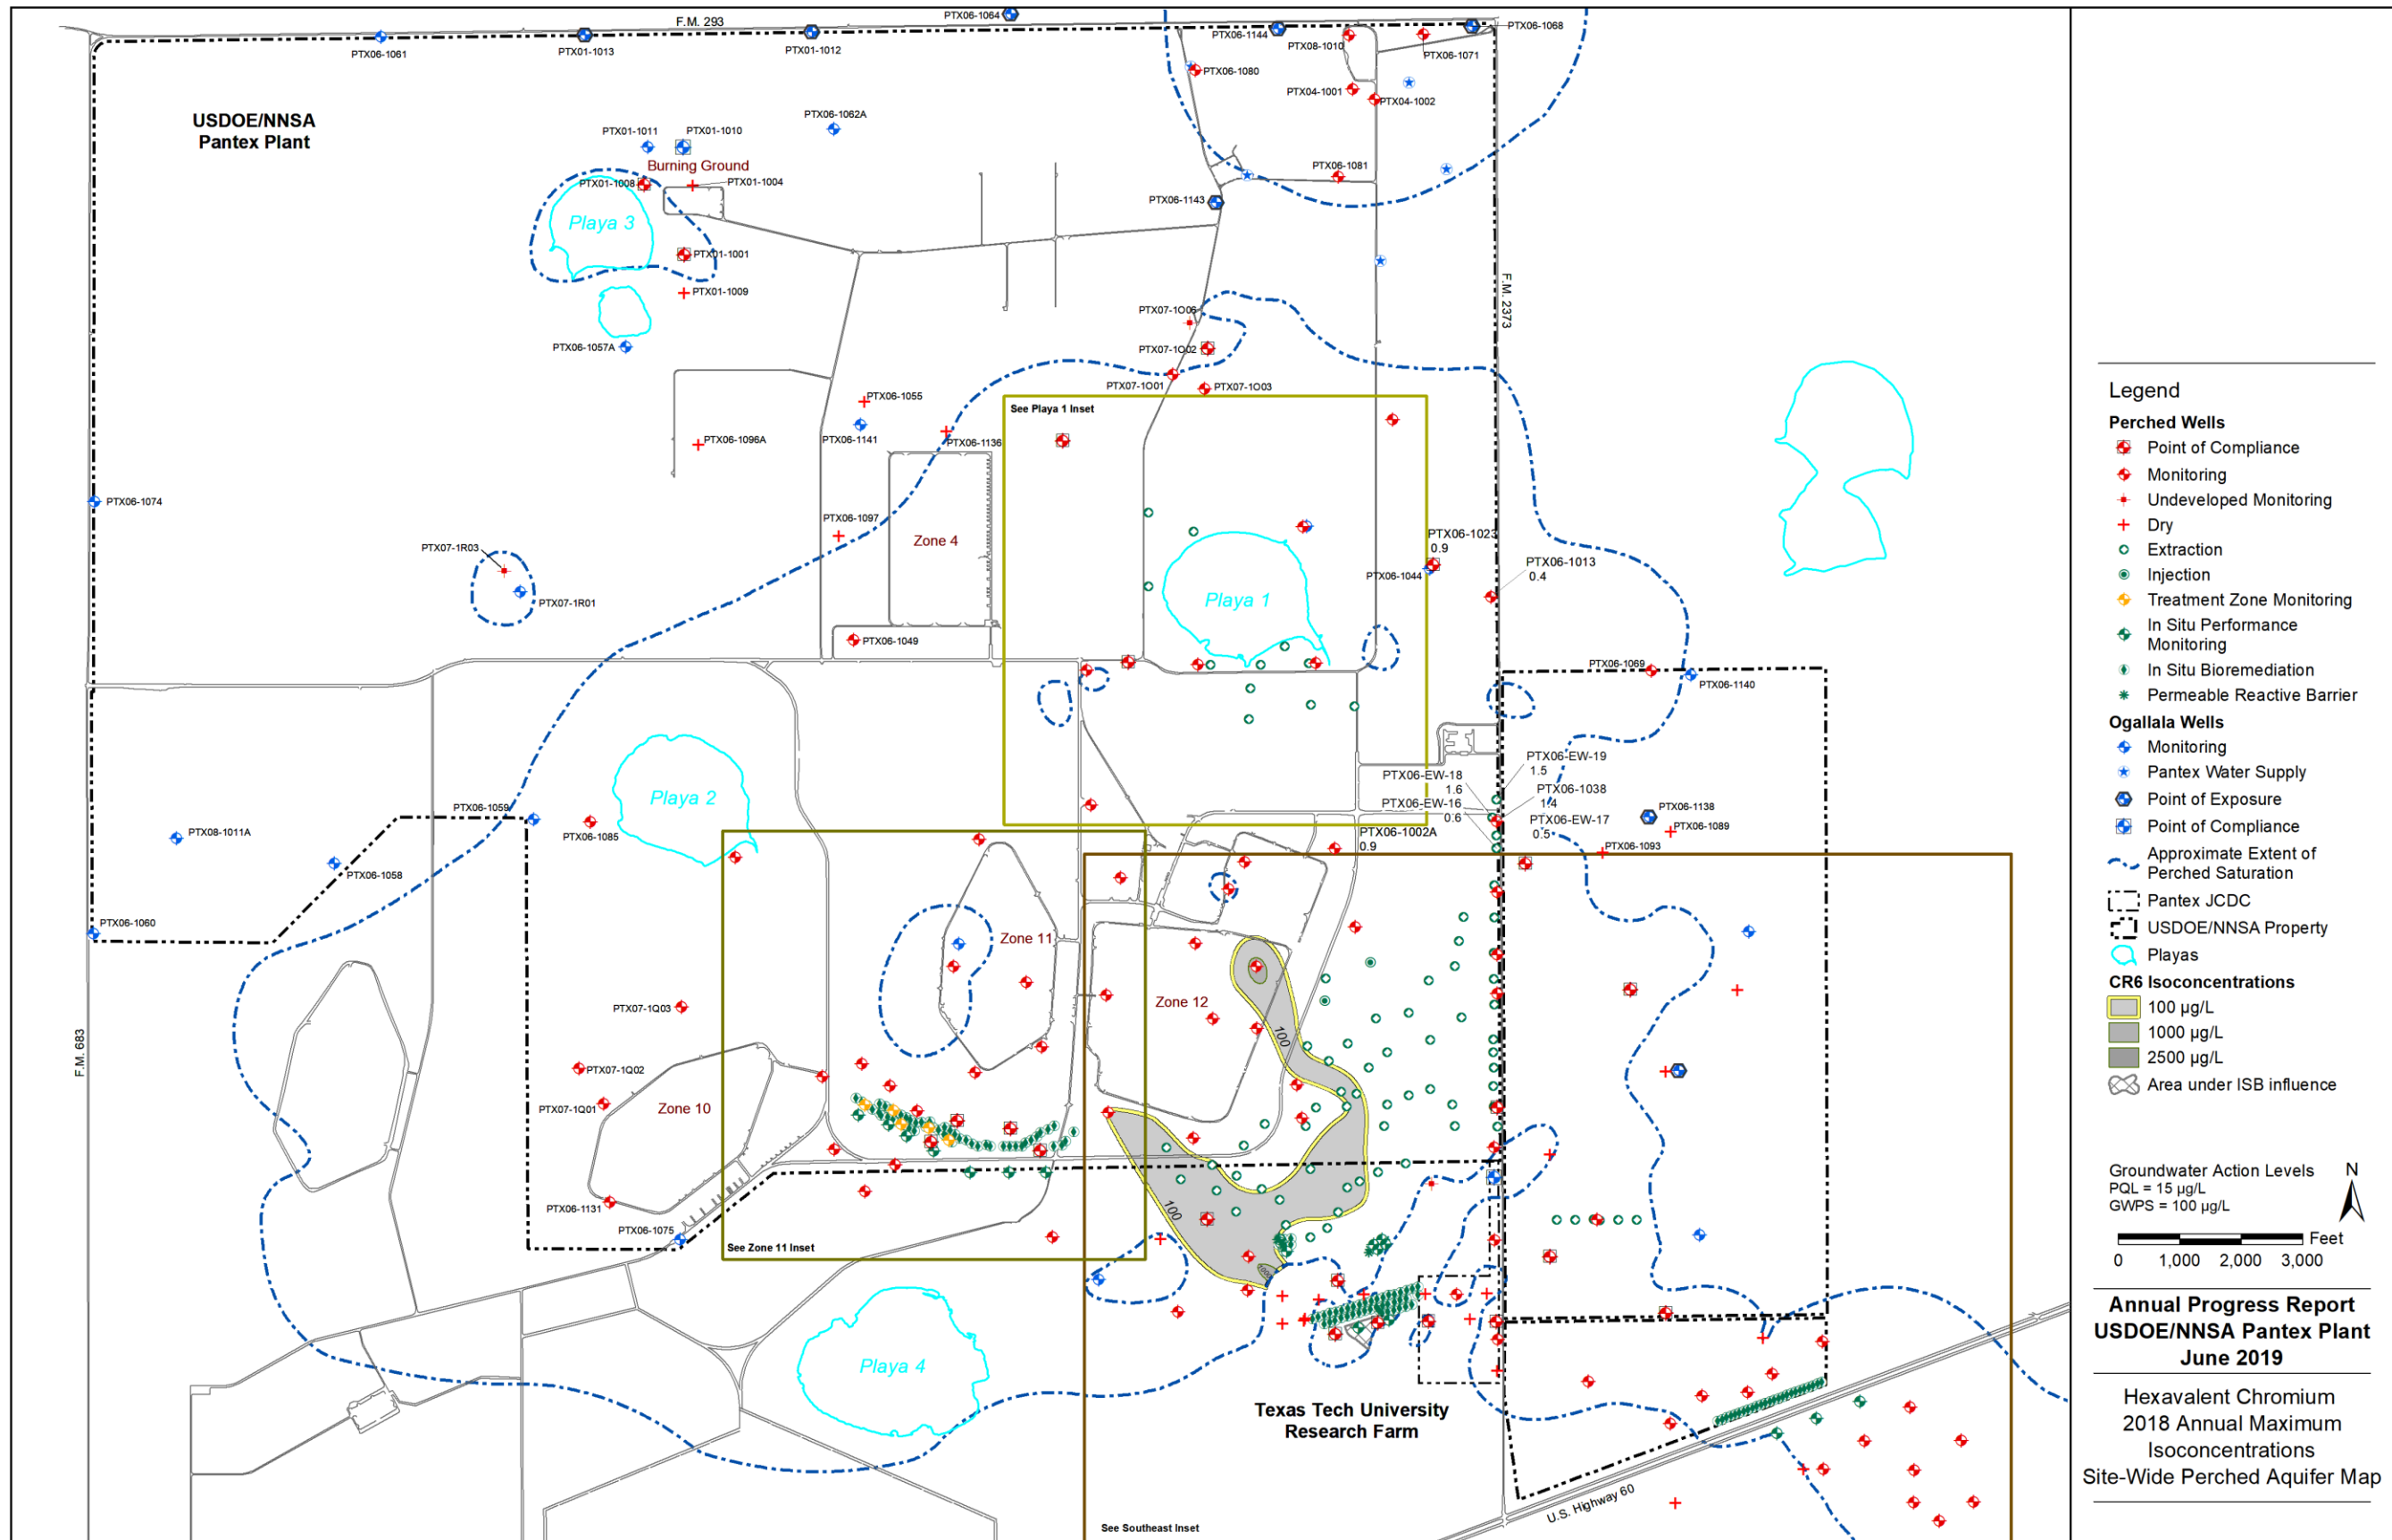 F.M. 293
PTX06-1064
PTX06-1061
PTX01-1013
PTX01-1012
PTX06-1144
PTX08-1010
PTX06-1068
PTX06-1071
PTX06-1080
PTX04-1001
PTX04-1002
USDOE/NNSA
Pantex Plant
PTX06-1062A
PTX01-1011
PTX01-1010
Burning Ground
PTX01-1008
PTX01-1004
PTX06-1081
PTX06-1143
Playa 3
PTX01-1001
PTX01-1009
F.M. 2373
PTX07-1O06
PTX07-1O02
PTX06-1057A
PTX07-1O01
PTX07-1O03
PTX06-1055
See Playa 1 Inset
PTX06-1096A
PTX06-1141
PTX06-1136
PTX06-1074
PTX06-1097
Zone 4
PTX06-1023
0.9
PTX07-1R03
PTX06-1013
0.4
PTX06-1044
PTX07-1R01
Playa 1
PTX06-1049
PTX06-1069
PTX06-1140
PTX06-EW-19
1.5
PTX06-EW-18
1.6
PTX06-1038
1.4
PTX06-EW-16
0.6
PTX06-EW-17
0.5
Playa 2
PTX06-1059
PTX06-1138
PTX06-1089
PTX08-1011A
PTX06-1085
PTX06-1002A
0.9
PTX06-1093
PTX06-1058
PTX06-1060
Zone 11
Zone 12
PTX07-1Q03
100
F.M. 683
PTX07-1Q02
PTX07-1Q01
Zone 10
PTX06-1131
100
PTX06-1075
See Zone 11 Inset
1000
Playa 4
Texas Tech University
Research Farm
U.S. Highway 60
See Southeast Inset
Legend
Perched Wells
Point of Compliance
Monitoring
Undeveloped Monitoring
Dry
Extraction
Injection
Treatment Zone Monitoring
In Situ Performance
Monitoring
In Situ Bioremediation
Permeable Reactive Barrier
Ogallala Wells
Monitoring
Pantex Water Supply
Point of Exposure
Point of Compliance
Approximate Extent of
Perched Saturation
Pantex JCDC
USDOE/NNSA Property
Playas
CR6 Isoconcentrations
100 µg/L
1000 µg/L
2500 µg/L
Area under ISB influence
Groundwater Action Levels
PQL = 15 µg/L
GWPS = 100 µg/L
N
Feet
0 1,000 2,000 3,000
Annual Progress Report
USDOE/NNSA Pantex Plant
June 2019
Hexavalent Chromium
2018 Annual Maximum
Isoconcentrations
Site-Wide Perched Aquifer Map